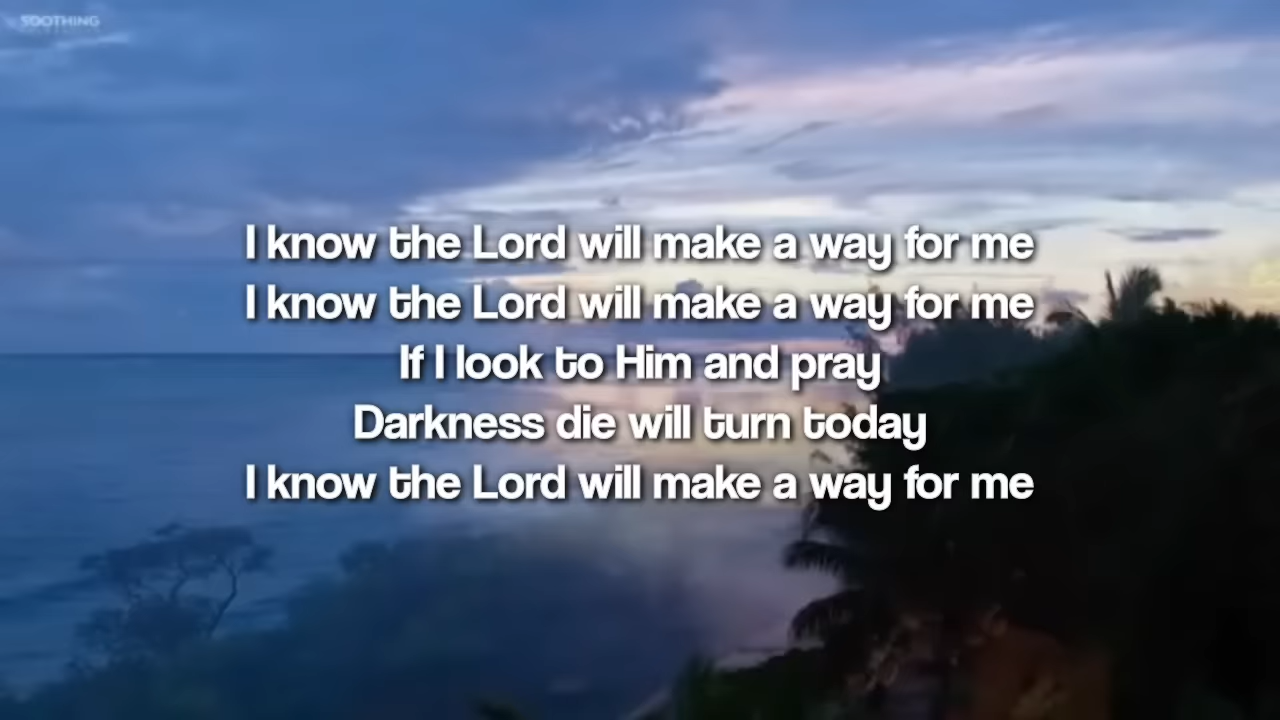 SOOTHING
I know the Lord will make a way for me
I know the Lord will make a way for me
If I look to Him and pray
Darkness die will turn today
I know the Lord will make a way for me